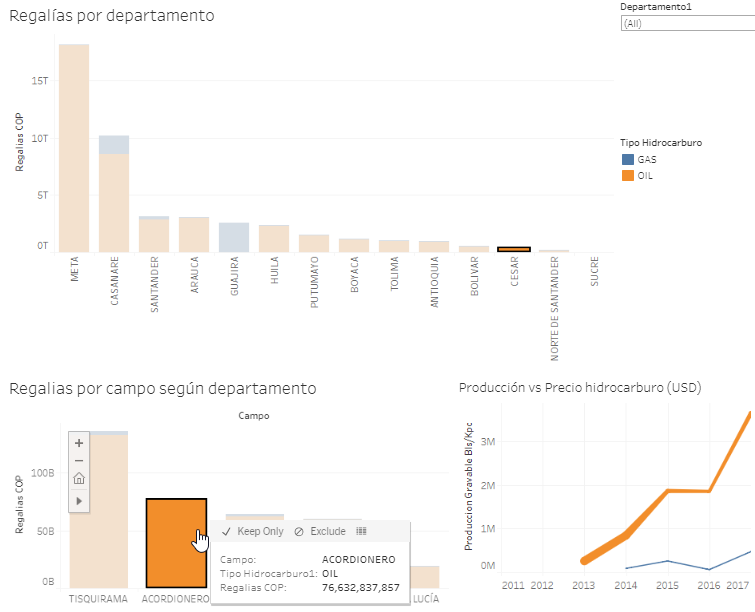 Regalías por departamento
Departamento1
(All)
Regalias COP
15T
10T
5T
0T
META
CASANARE
SANTANDER
ARAUCA
GUAJIRA
HUILA
PUTUMAYO
BOYACA
TOLIMA
ANTIOQUIA
BOLIVAR
CESAR
NORTE DE SANTANDER
SUCRE
Tipo Hidrocarburo
GAS
OIL
Regalias por campo según departamento
Campo
Regalias COP
100B
50B
0B
TISQUIRAMA
ACORDIONERO
LUCÍA
Keep Only Exclude
Campo: ACORDIONERO
Tipo Hidrocarburo1: OIL
Regalias COP: 76,632,837,857
Producción vs Precio hidrocarburo (USD)
Produccion Gravable Bls/Kpc
3M
2M
1M
0M
2011 2012 2013 2014 2015 2016 2017